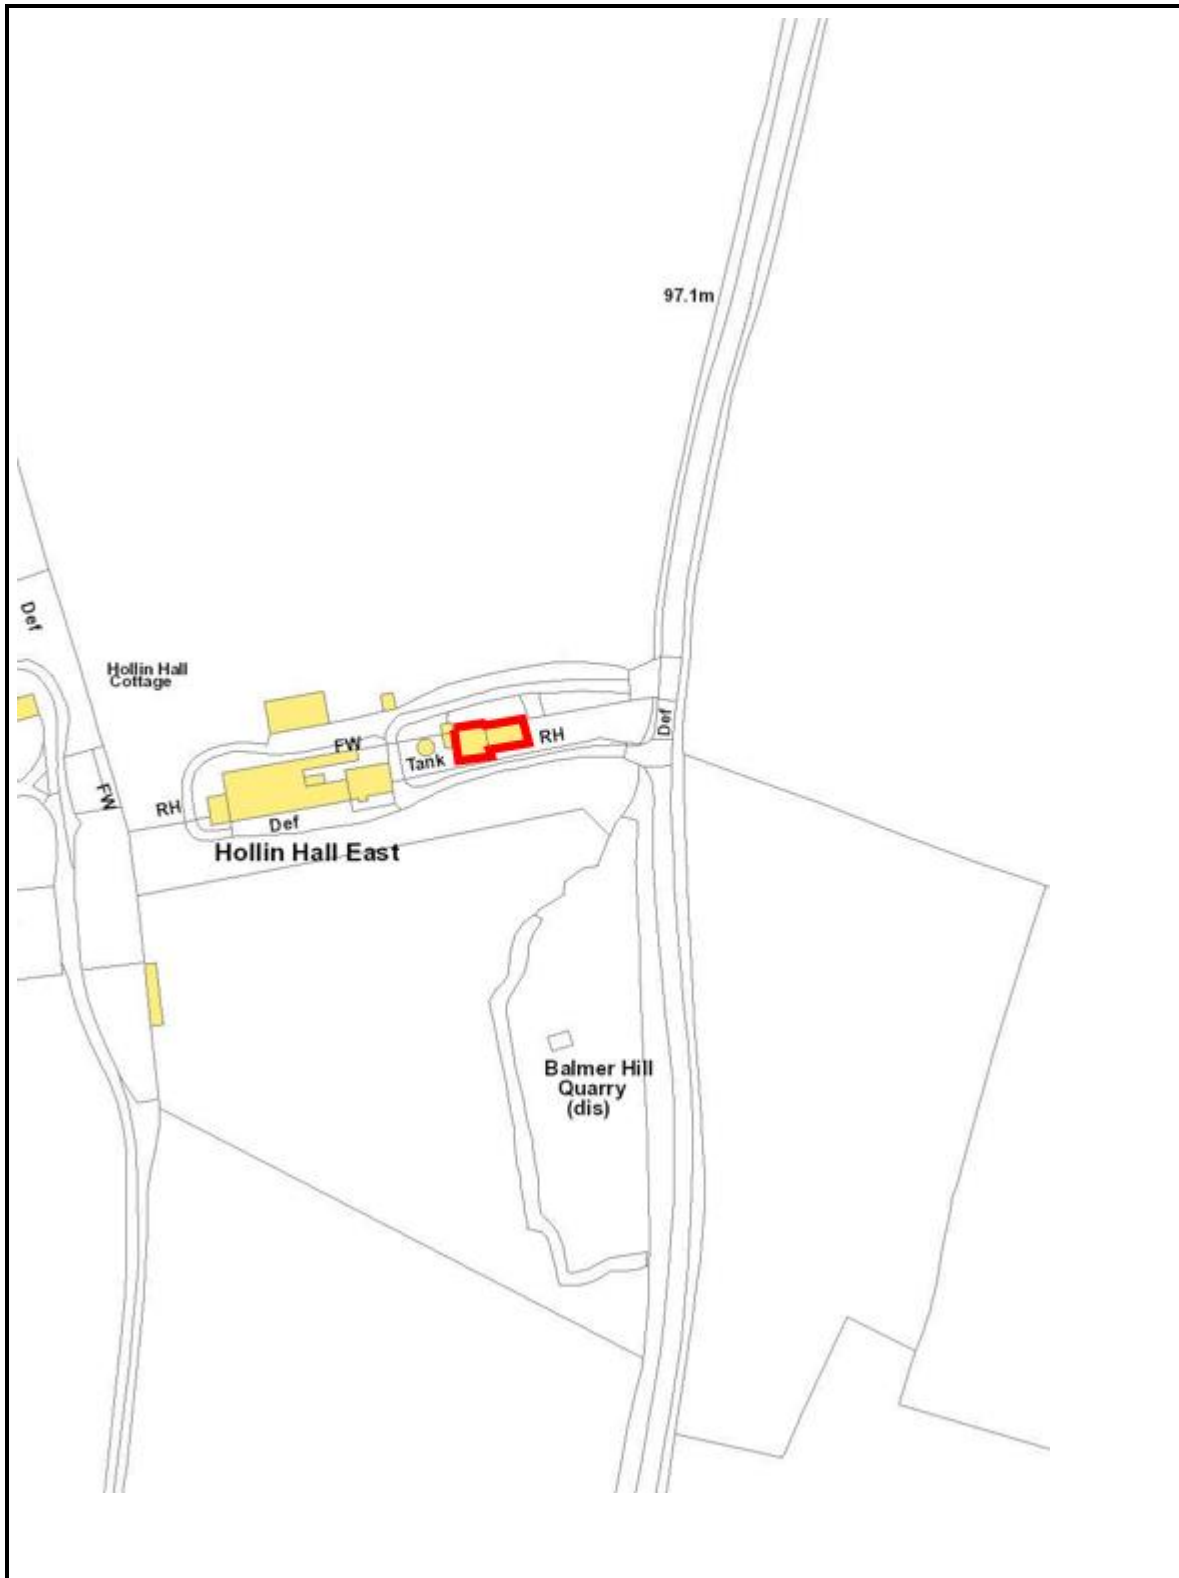 97.1m
Def
Hollin Hall
Cottage
Def
RH
FW
Tank
FW
RH
Def
Hollin Hall East
Balmer Hill
Quarry
(dis)